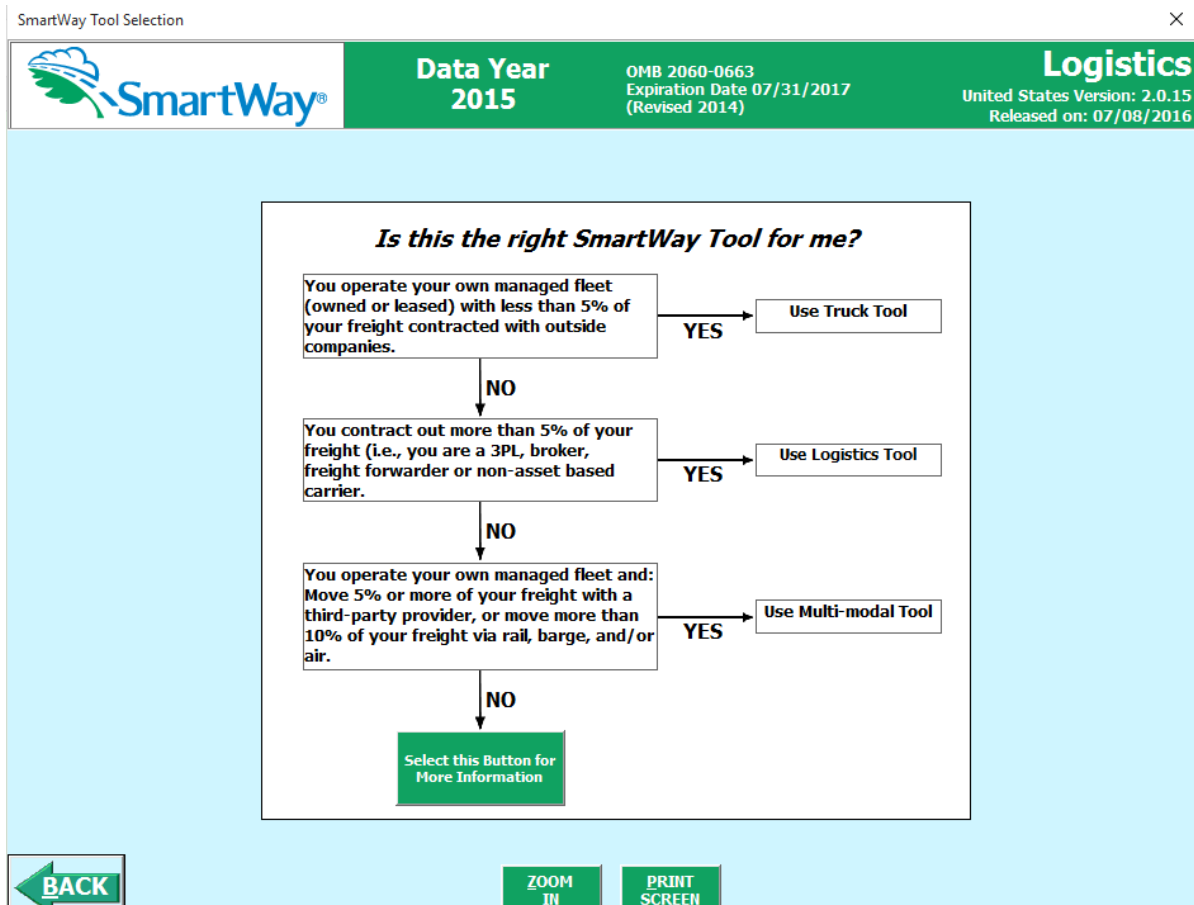 SmartWay Tool Selection
SmartWay®
Data Year
2015
OMB 2060-0663
Expiration Date 07/31/2017
(Revised 2014)
Logistics
United States Version: 2.0.15
Released on: 07/08/2016
Is this the right SmartWay Tool for me?
You operate your own managed fleet
(owned or leased) with less than 5% of
your freight contracted with outside
companies.
YES
Use Truck Tool
NO
You contract out more than 5% of your
freight (i.e., you are a 3PL, broker,
freight forwarder or non-asset based
carrier.
YES
Use Logistics Tool
NO
You operate your own managed fleet and:
Move 5% or more of your freight with a
third-party provider, or move more than
10% of your freight via rail, barge, and/or
air.
YES
Use Multi-modal Tool
NO
Select this Button for
More Information
BACK
ZOOM
IN
PRINT
SCREEN